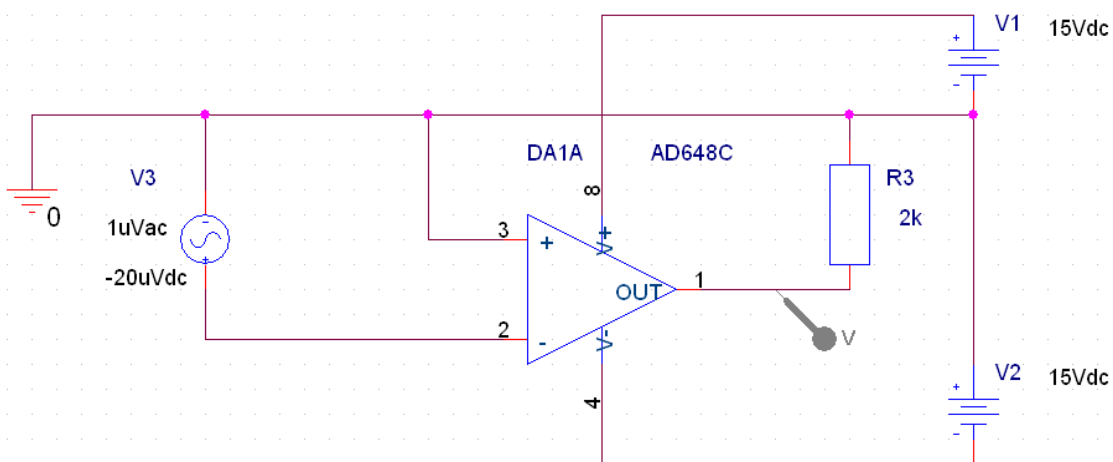 V1 15Vdc
+
-
DA1A AD648C
V3
8
R3
0
1uVac
-
2k
3
+
V+
+
-20uVdc
OUT
1
2
-
V-
V
V2 15Vdc
+
4
-